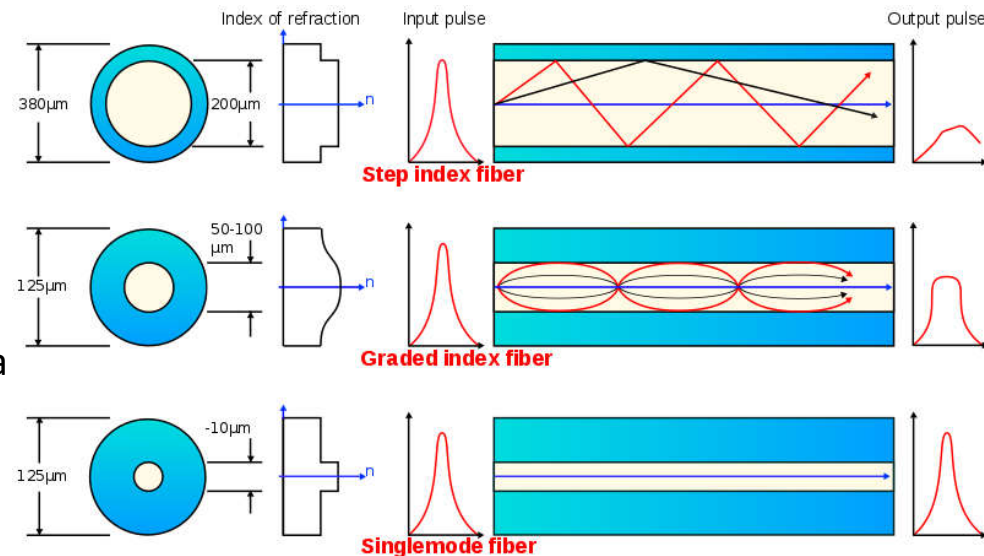 Index of refraction Input pulse Output pulse
380µm 200µm n
Step index fiber
50-100
µm
125µm n
a
Graded index fiber
-10µm
125µm n
Singlemode fiber